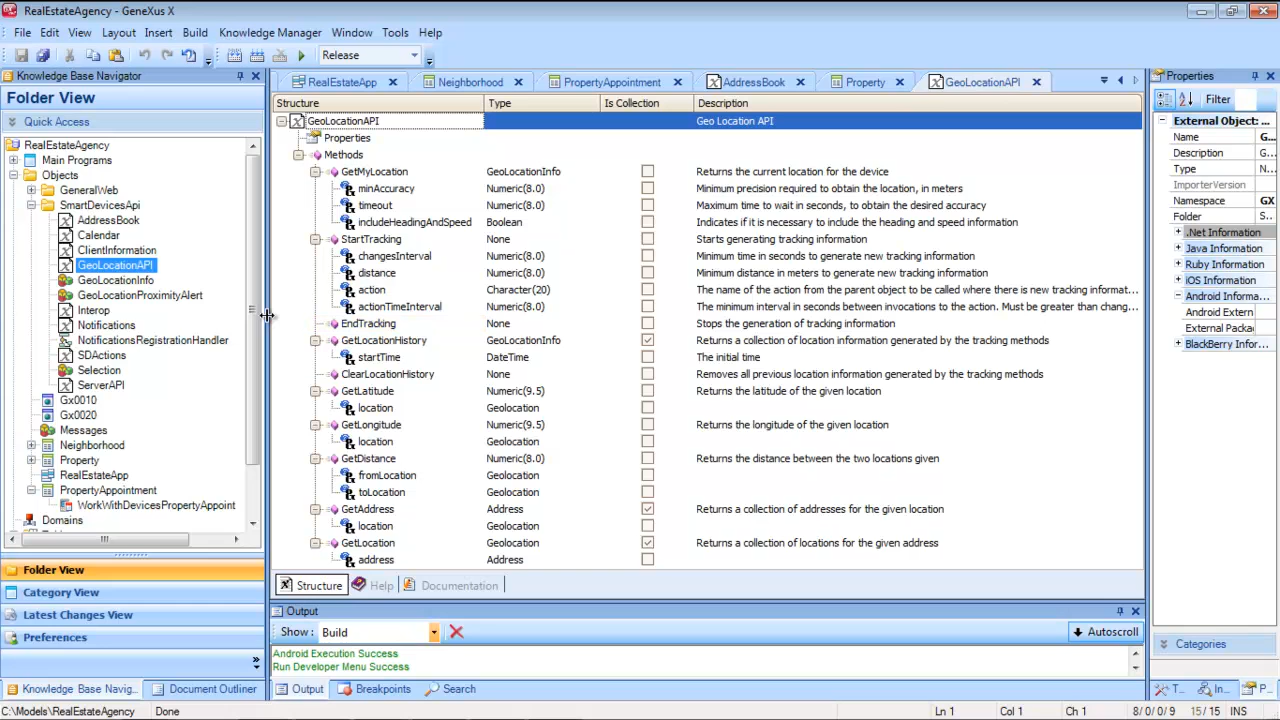 RealEstateAgency - GeneXus X
File Edit View Layout Insert Build Knowledge Manager Window Tools Help
Release
Knowledge Base Navigator
Folder View
Quick Access
RealEstateAgency
Main Programs
Objects
GeneralWeb
SmartDevicesApi
AddressBook
Calendar
ClientInformation
GeoLocationAPI
GeoLocationInfo
GeoLocationProximityAlert
Interop
Notifications
NotificationsRegistrationHandler
SDActions
Selection
ServerAPI
Gx0010
Gx0020
Messages
Neighborhood
Property
RealEstateApp
PropertyAppointment
WorkWithDevicesPropertyAppoint
Domains
Folder View
Category View
Latest Changes View
Preferences
Knowledge Base Navig... Document Outliner
RealEstateApp Neighborhood PropertyAppointment AddressBook Property GeoLocationAPI
Structure Type Is Collection Description
GeoLocationAPI Geo Location API
Properties
Methods
GetMyLocation GeoLocationInfo Returns the current location for the device
minAccuracy Numeric(8.0) Minimum precision required to obtain the location, in meters
timeout Numeric(8.0) Maximum time to wait in seconds, to obtain the desired accuracy
includeHeadingAndSpeed Boolean Indicates if it is necessary to include the heading and speed information
StartTracking None Starts generating tracking information
changesInterval Numeric(8.0) Minimum time in seconds to generate new tracking information
distance Numeric(8.0) Minimum distance in meters to generate new tracking information
action Character(20) The name of the action from the parent object to be called where there is new tracking informat...
actionTimeInterval Numeric(8.0) The minimum interval in seconds between invocations to the action. Must be greater than chang...
EndTracking None Stops the generation of tracking information
GetLocationHistory GeoLocationInfo Returns a collection of location information generated by the tracking methods
startTime DateTime The initial time
ClearLocationHistory None Removes all previous location information generated by the tracking methods
GetLatitude Numeric(9.5) Returns the latitude of the given location
location Geolocation
GetLongitude Numeric(9.5) Returns the longitude of the given location
location Geolocation
GetDistance Numeric(8.0) Returns the distance between the two locations given
fromLocation Geolocation
toLocation Geolocation
GetAddress Address Returns a collection of addresses for the given location
location Geolocation
GetLocation Geolocation Returns a collection of locations for the given address
address Address
Structure Help Documentation
Output
Show: Build Autoscroll
Android Execution Success
Run Developer Menu Success
Output Breakpoints Search
Properties
Filter
External Object: ...
Name G...
Description G...
Type N...
ImporterVersion
Namespace GX
Folder S...
.Net Information
Java Information
Ruby Information
iOS Information
Android Informa...
Android Extern
External Packa
BlackBerry Infor...
Categories
T... In... P...
C:\Models\RealEstateAgency Done Ln 1 Col 1 Ch 1 8/ 0/ 0/ 9 15/ 15 INS